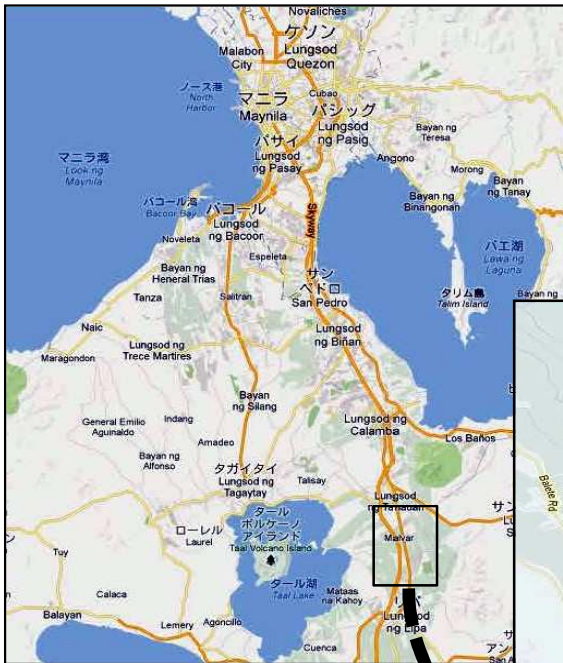 Novaliches
ケソン
Lungsod
Quezon
Malabon
City
ノース港
North
Harbor
Cubao
マニラ
Maynila
パシッグ
Lungsod
ng Pasig
Bayan ng
Teresa
パサイ
Lungsod
ng Pasay
マニラ湾
Look ng
Maynila
Angono
Morong
Bayan
ng Tanay
Bayan ng
Binangonan
バコール湾
Bacoor Bay
バコール
Lungsod
ng Bacoor
Skyway
Noveleta
Espeleta
バエ湖
Lawa ng
Laguna
Bayan ng
Heneral Trias
サン
ペドロ
San Pedro
タリム島
Talim Island
Bayan ng
Tanza
Salitran
Naic
Lungsod ng
Trece Martires
Lungsod
ng Biñan
Maragondon
Bayan
ng Silang
General Emilio
Aguinaldo
Indang
Amadeo
Lungsod ng
Calamba
Los Baños
Bayan ng
Alfonso
タガイタイ
Lungsod ng
Tagaytay
Talisay
Balete Rd
Lungsod
ng Tanauan
サン
タール
ボルケーノ
アイランド
Taal Volcano Island
ローレル
Laurel
Malvar
Tuy
タール湖
Taal Lake
Mataas
na Kahoy
Calaca
リパ
Lungsod
ng Lipa
Balayan
Lemery
Agoncillo
Cuenca
サ
アン
San A